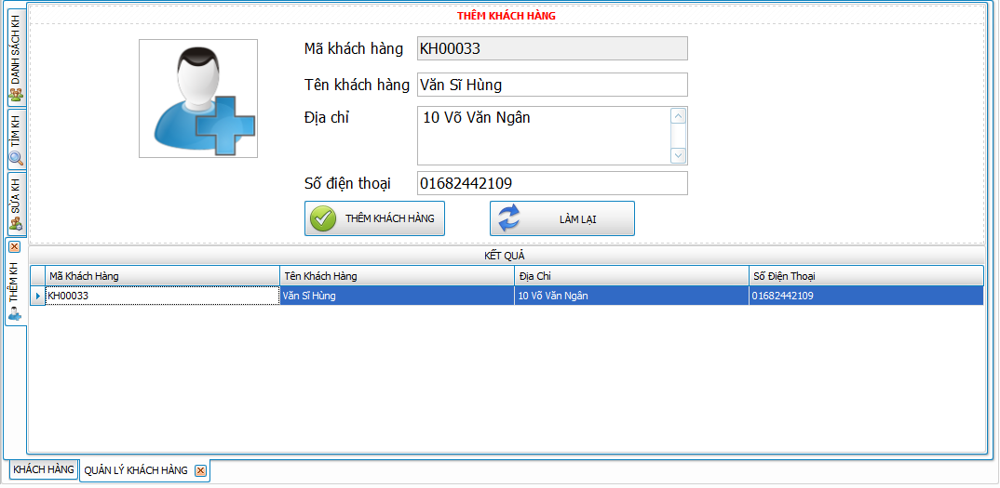 THÊM KHÁCH HÀNG
DANH SÁCH KH
TÌM KH
SỬA KH
THÊM KH
Mã khách hàng KH00033
Tên khách hàng Văn Sĩ Hùng
Địa chỉ 10 Võ Văn Ngân
Số điện thoại 01682442109
THÊM KHÁCH HÀNG LÀM LẠI
KẾT QUẢ
Mã Khách Hàng Tên Khách Hàng Địa Chỉ Số Điện Thoại
KH00033 Văn Sĩ Hùng 10 Võ Văn Ngân 01682442109
KHÁCH HÀNG QUẢN LÝ KHÁCH HÀNG